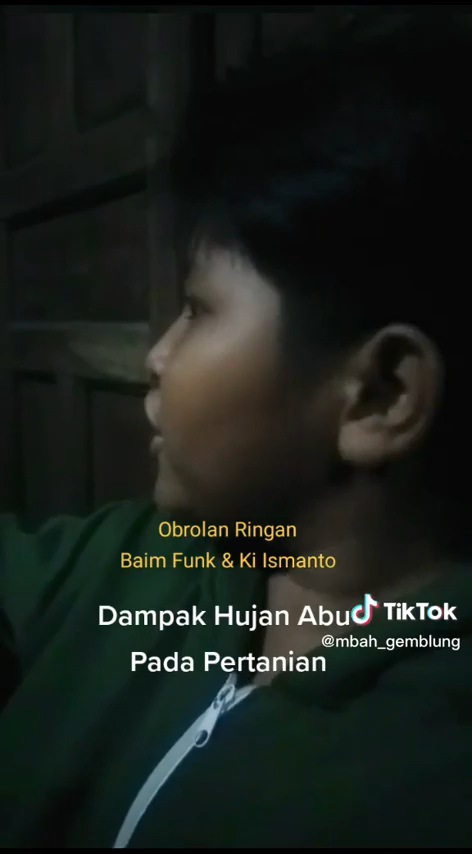 Obrolan Ringan
Baim Funk & Ki Ismanto
Dampak Hujan Abu
Pada Pertanian
TikTok
@mbah_gemblung